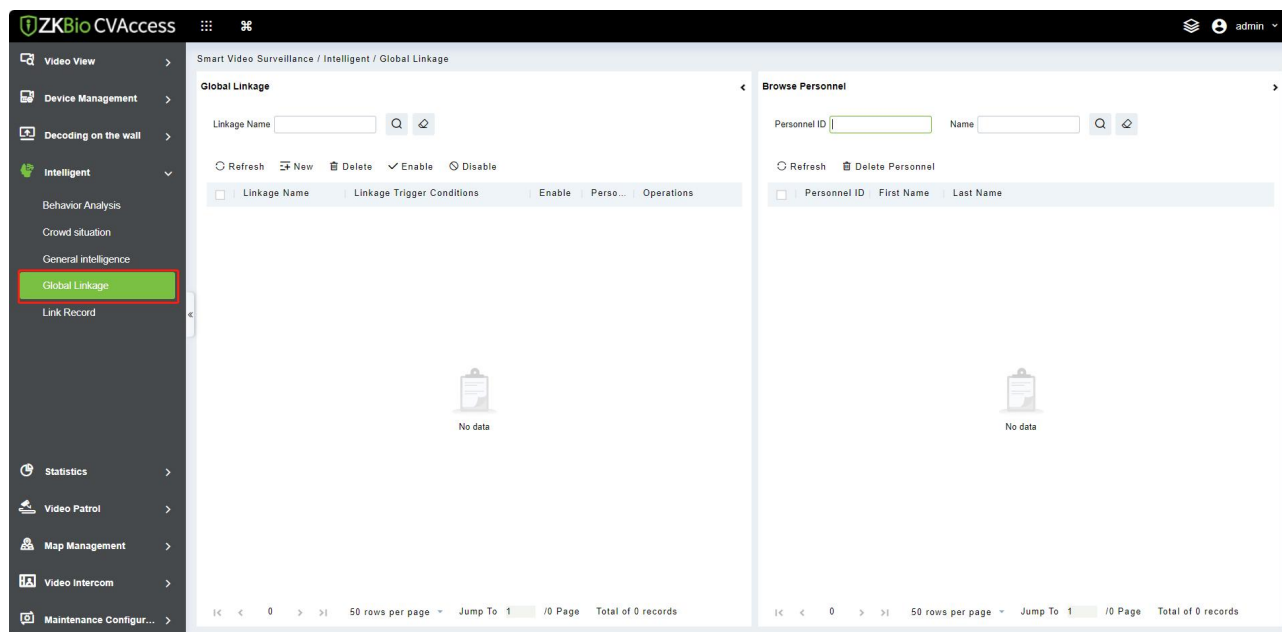 ZKBio CVAccess
admin
Video View
Device Management
Decoding on the wall
Intelligent
Behavior Analysis
Crowd situation
General intelligence
Global Linkage
Link Record
Statistics
Video Patrol
Map Management
Video Intercom
Maintenance Configur...
Smart Video Surveillance / Intelligent / Global Linkage
Global Linkage
Linkage Name
Refresh New Delete Enable Disable
Linkage Name Linkage Trigger Conditions Enable Perso... Operations
No data
0 50 rows per page Jump To 1 /0 Page Total of 0 records
Browse Personnel
Personnel ID Name
Refresh Delete Personnel
Personnel ID First Name Last Name
No data
0 50 rows per page Jump To 1 /0 Page Total of 0 records